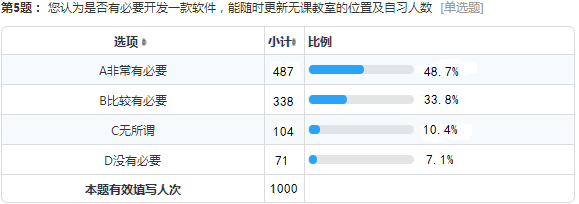 第5题： 您认为是否有必要开发一款软件，能随时更新无课教室的位置及自习人数 [单选题]
选项 小计 比例
A非常有必要 487 48.7%
B比较有必要 338 33.8%
C无所谓 104 10.4%
D没有必要 71 7.1%
本题有效填写人次 1000